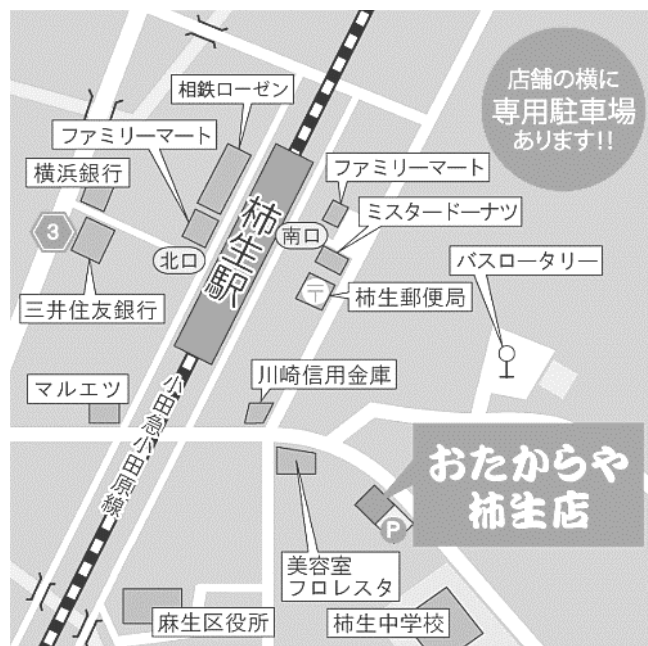 店舗の横に
専用駐車場
あります!!
相鉄ローゼン
ファミリーマート
横浜銀行
3
三井住友銀行
北口
柿生駅
南口
ファミリーマート
ミスタードーナツ
〒
柿生郵便局
バスロータリー
マルエツ
川崎信用金庫
小田急小田原線
おたからや
柿生店
P
美容室
フロレスタ
麻生区役所
柿生中学校